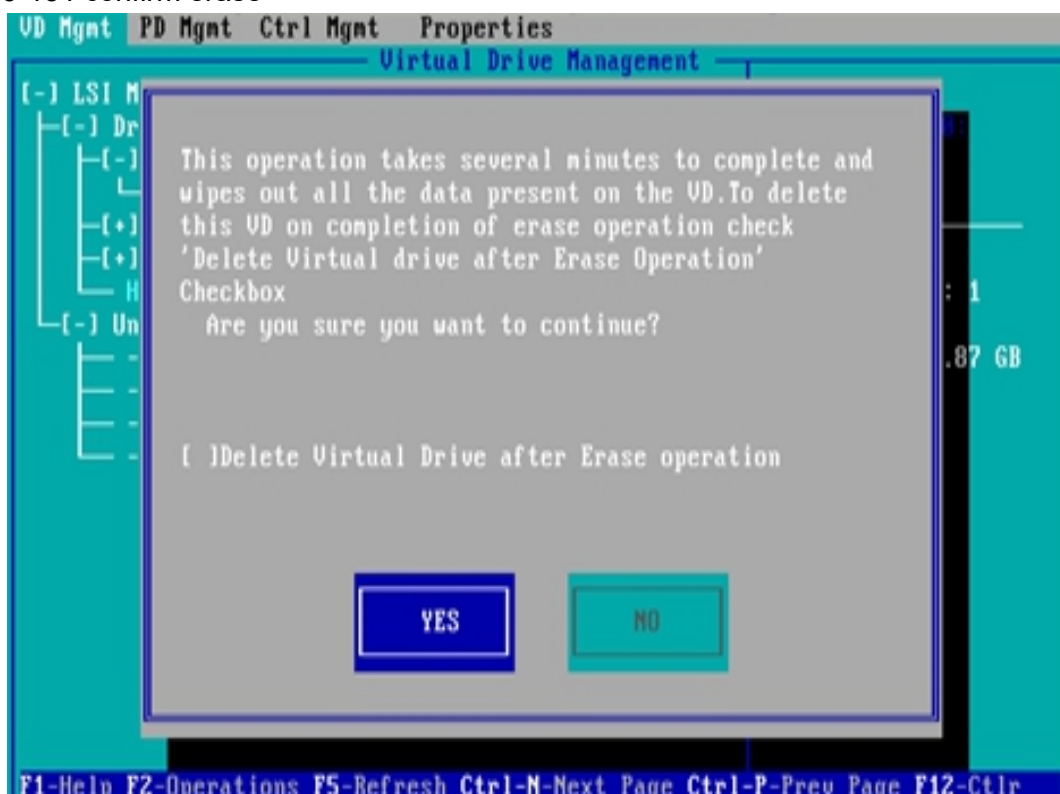 confirm erase
VD Mgmt PD Mgmt Ctrl Mgmt Properties
Virtual Drive Management
[-] LSI M
[-] Dr
[-]
[+]
[+]
H
[-] Un
This operation takes several minutes to complete and
wipes out all the data present on the VD.To delete
this VD on completion of erase operation check
'Delete Virtual drive after Erase Operation'
Checkbox
Are you sure you want to continue?
: 1
.87 GB
[ ]Delete Virtual Drive after Erase operation
YES NO
F1-Help F2-Operations F5-Refresh Ctrl-N-Next Page Ctrl-P-Prev Page F12-Ctlr